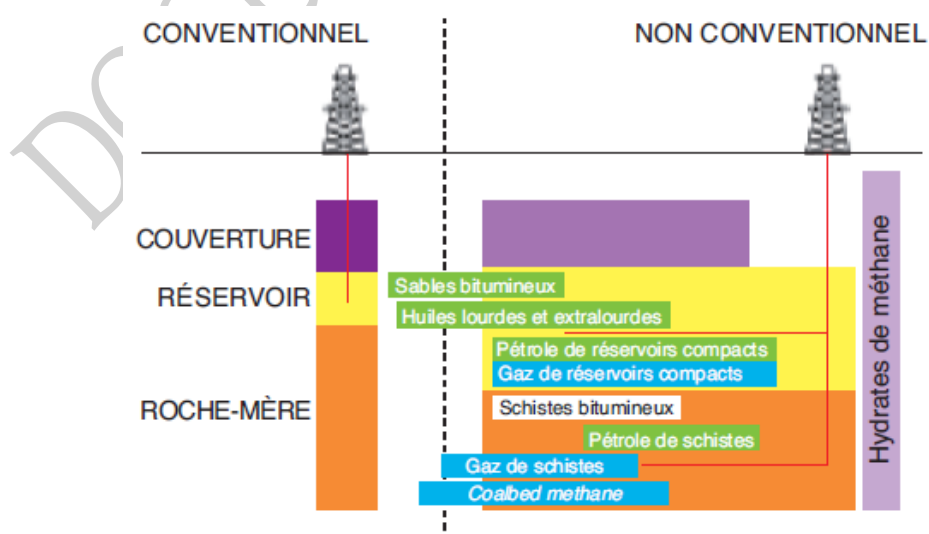 CONVENTIONNEL
NON CONVENTIONNEL
COUVERTURE
RÉSERVOIR
Sables bitumineux
Huiles lourdes et extralourdes
Pétrole de réservoirs compacts
Gaz de réservoirs compacts
ROCHE-MÈRE
Schistes bitumineux
Pétrole de schistes
Gaz de schistes
Coalbed methane
Hydrates de méthane